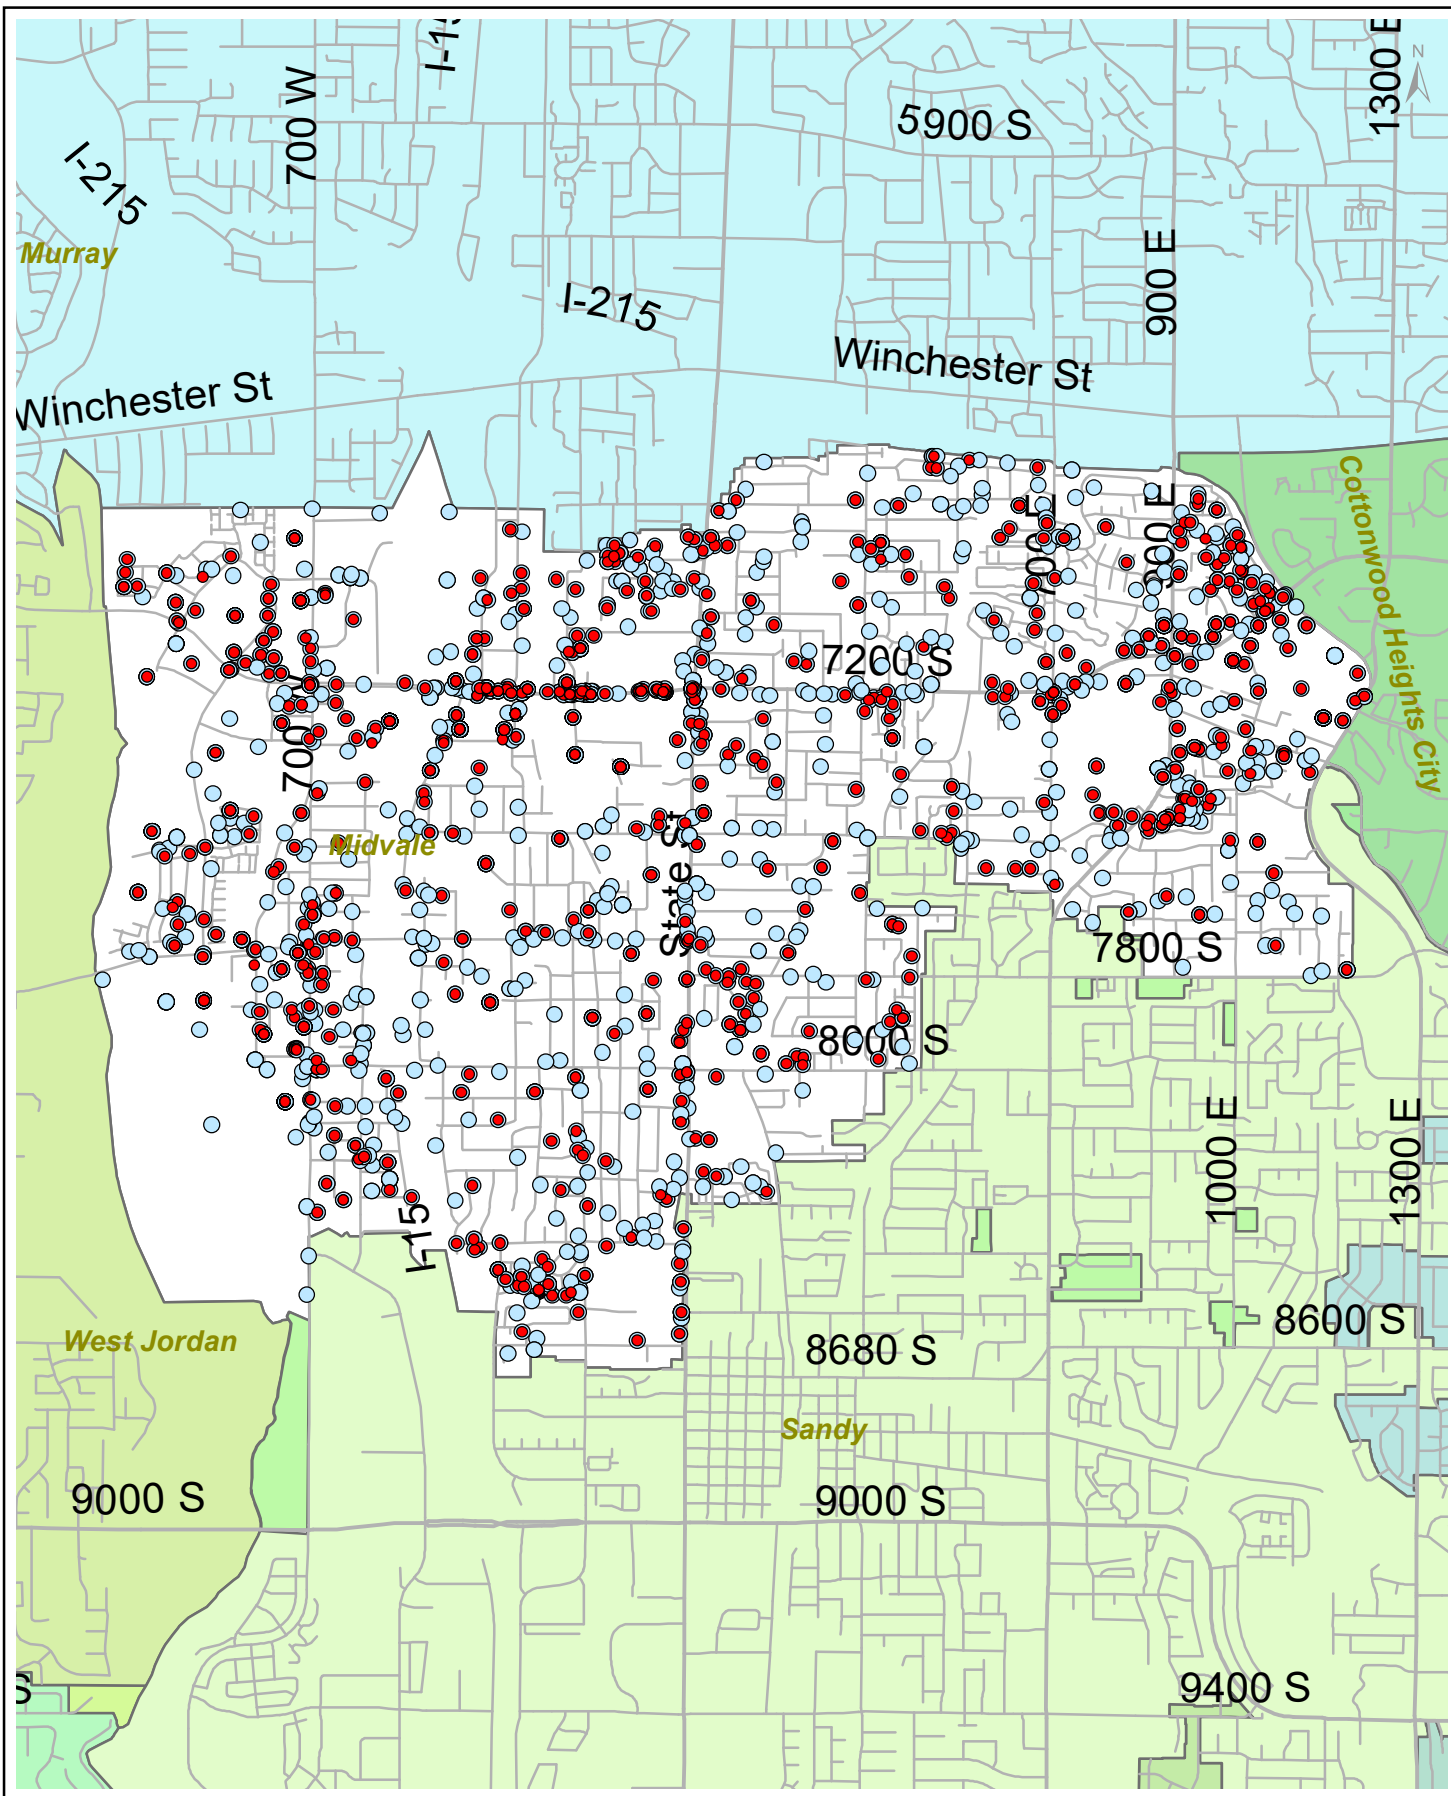 I-15
1300 E
N
5900 S
700 W
I-215
Murray
900 E
I-215
Winchester St
Winchester St
Cottonwood Heights City
700 E
900 E
7200 S
700 W
Midvale
State St
7800 S
8000 S
1000 E
1300 E
I-15
8600 S
West Jordan
8680 S
Sandy
9000 S
9000 S
S
9400 S